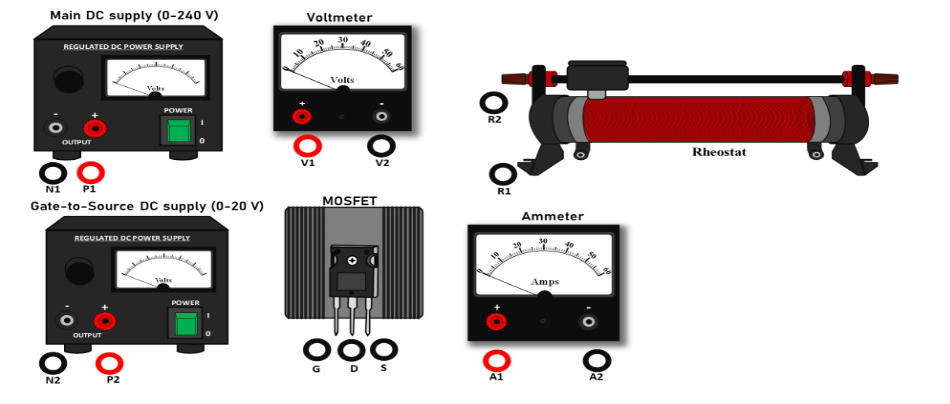 Main DC supply (0-240 V)
REGULATED DC POWER SUPPLY
Volts
POWER
- +
I
OUTPUT
0
N1 P1
Voltmeter
0 10 20 30 40 50 60
Volts
+ -
V1 V2
R2
Rheostat
R1
Gate-to-Source DC supply (0-20 V)
REGULATED DC POWER SUPPLY
Volts
POWER
- +
I
OUTPUT
0
N2 P2
MOSFET
G D S
Ammeter
0 10 20 30 40 50 60
Amps
+ -
A1 A2